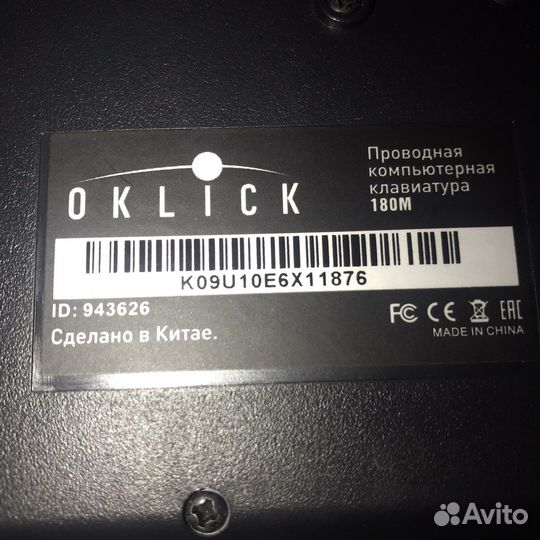 OKLICK
Проводная
компьютерная
клавиатура
180M
K09U10E6X11876
ID: 943626
Сделано в Китае.
FC CE EAC
MADE IN CHINA
Avito